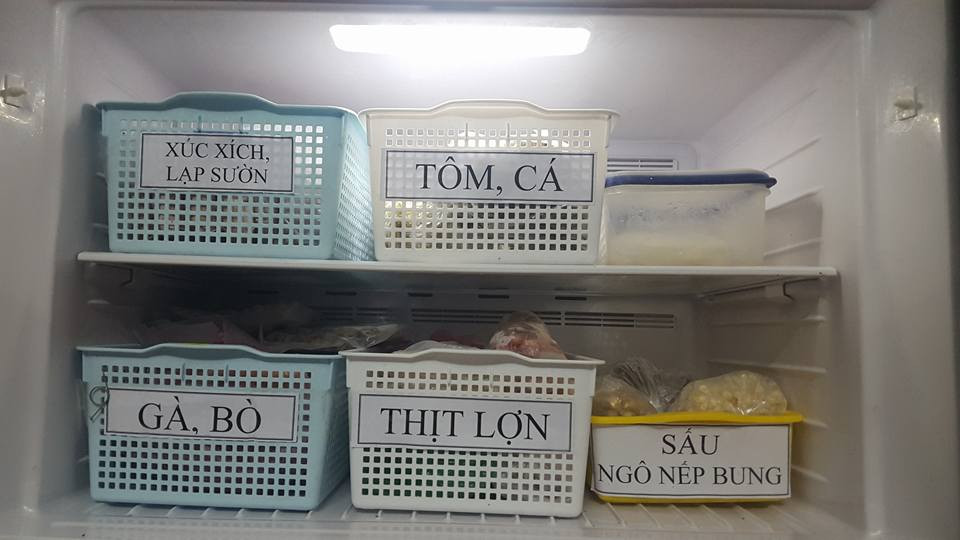 XÚC XÍCH,
LẠP SƯỜN
TÔM, CÁ
GÀ, BÒ
THỊT LỢN
SẤU
NGÔ NẾP BUNG